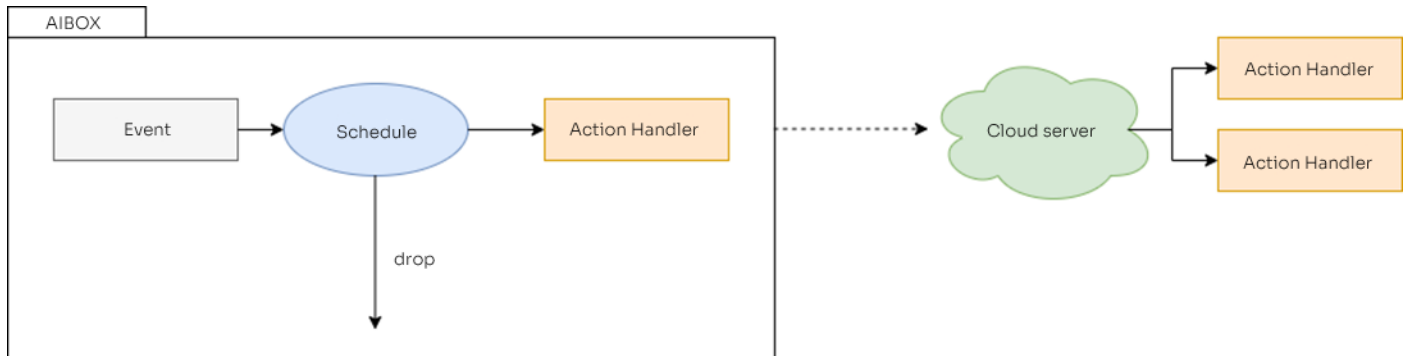 AIBOX
Event
Schedule
Action Handler
drop
Cloud server
Action Handler
Action Handler